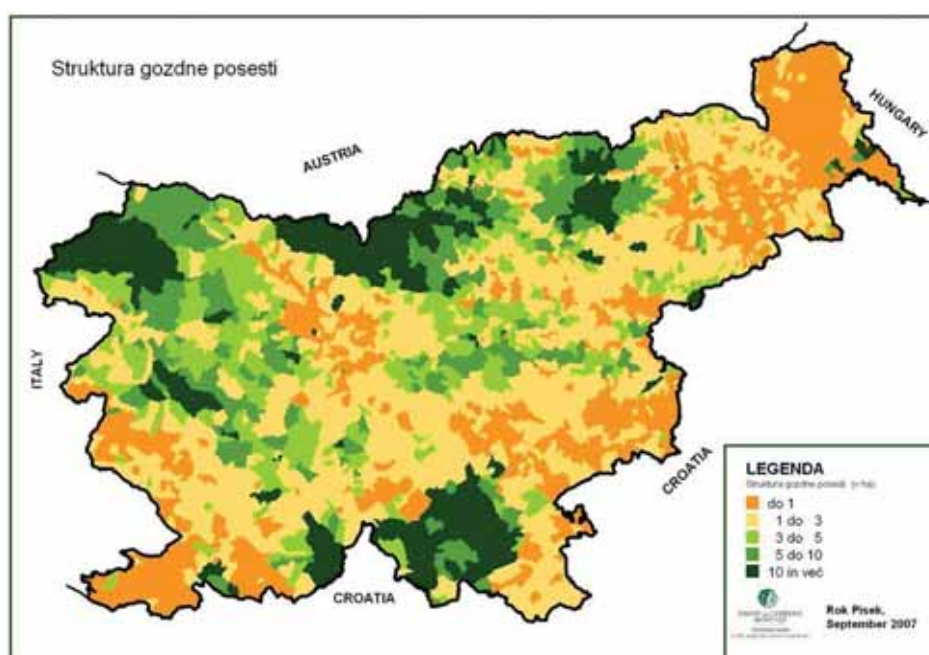 Struktura gozdne posesti
AUSTRIA
HUNGARY
ITALY
CROATIA
CROATIA
LEGENDA
Struktura gozdne posesti (v ha)
do 1
1 do 3
3 do 5
5 do 10
10 in več
Rok Pisek,
September 2007